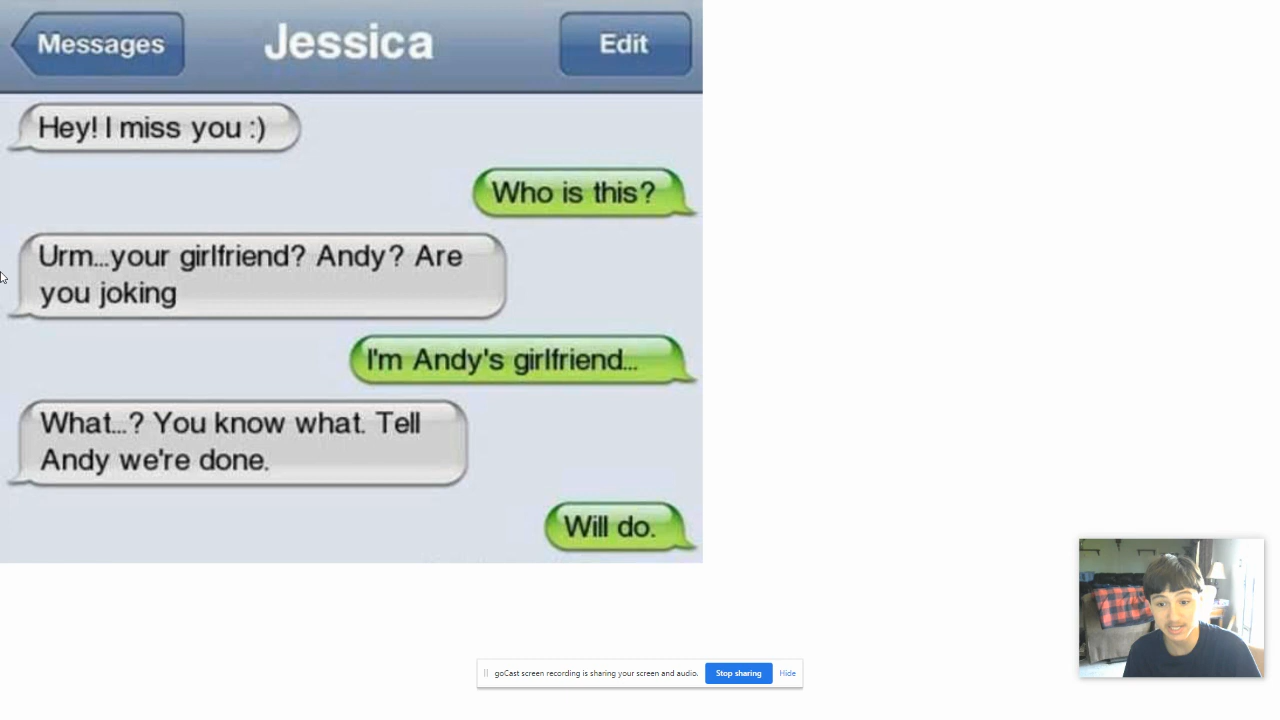 Messages
Jessica
Edit
Hey! I miss you :)
Who is this?
Urm...your girlfriend? Andy? Are
you joking
I'm Andy's girlfriend...
What...? You know what. Tell
Andy we're done.
Will do.
goCast screen recording is sharing your screen and audio.
Stop sharing
Hide